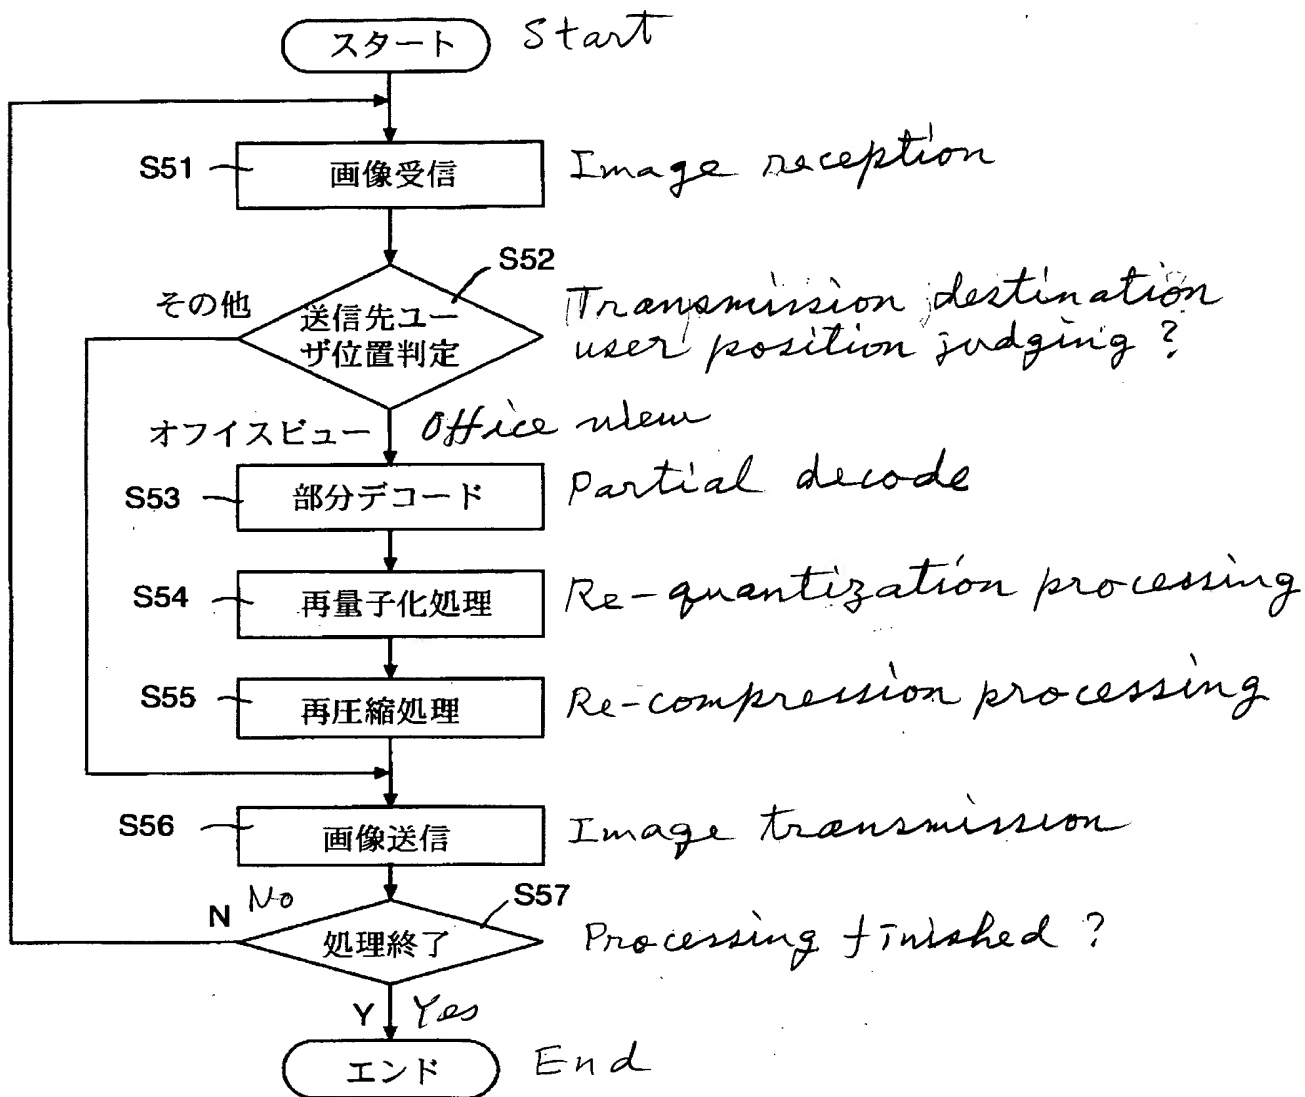 スタート Start
S51 画像受信 Image reception
S52
その他 送信先ユー Transmission destination
ザ位置判定 user position judging ?
オフイスビュー Office view
S53 部分デコード Partial decode
S54 再量子化処理 Re-quantization processing
S55 再圧縮処理 Re-compression processing
S56 画像送信 Image transmission
N No S57
処理終了 Processing finished ?
Y Yes
エンド End